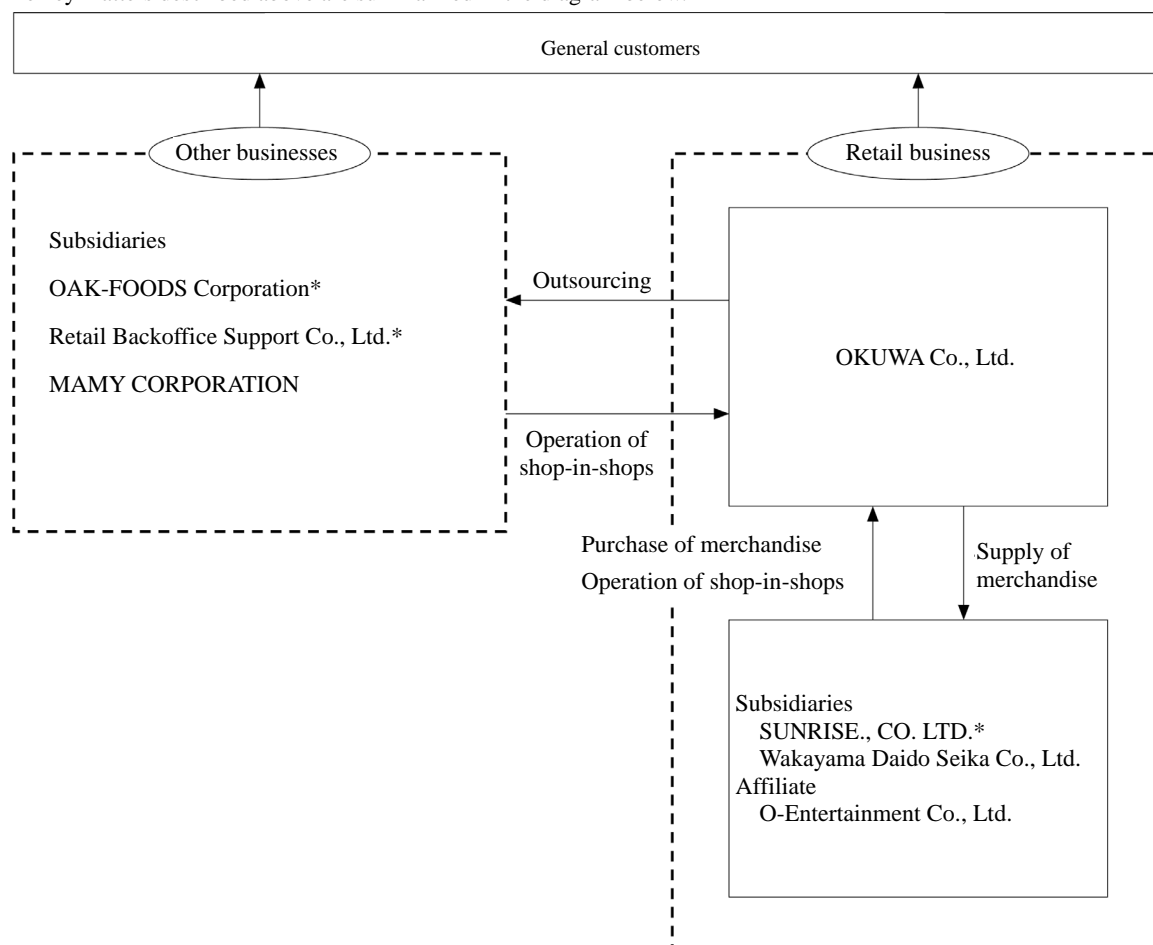 General customers
Other businesses
Retail business
Subsidiaries
OAK-FOODS Corporation*
Retail Backoffice Support Co., Ltd.*
MAMY CORPORATION
Outsourcing
Operation of
shop-in-shops
OKUWA Co., Ltd.
Purchase of merchandise
Operation of shop-in-shops
Supply of
merchandise
Subsidiaries
SUNRISE., CO. LTD.*
Wakayama Daido Seika Co., Ltd.
Affiliate
O-Entertainment Co., Ltd.